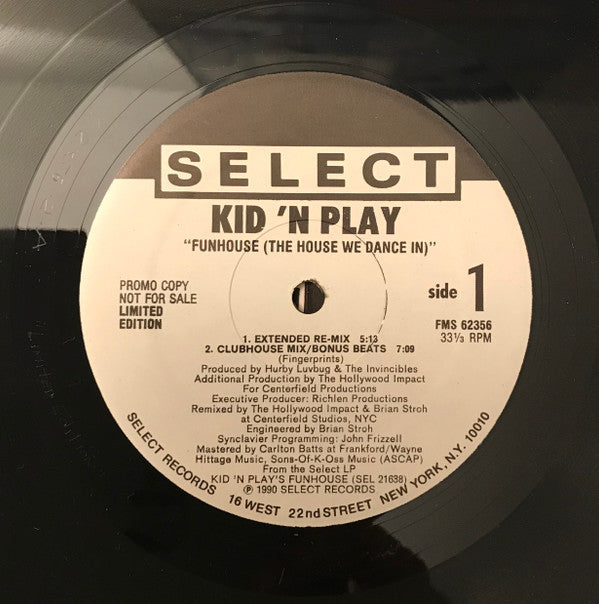 SELECT
KID 'N PLAY
"FUNHOUSE (THE HOUSE WE DANCE IN)"
PROMO COPY
NOT FOR SALE
LIMITED
EDITION
side 1
FMS 62356
33⅓ RPM
1. EXTENDED RE-MIX 5:13
2. CLUBHOUSE MIX/BONUS BEATS 7:09
(Fingerprints)
Produced by Hurby Luvbug & The Invincibles
Additional Production by The Hollywood Impact
For Centerfield Productions
Executive Producer: Richlen Productions
Remixed by The Hollywood Impact & Brian Stroh
at Centerfield Studios, NYC
Engineered by Brian Stroh
Synclavier Programming: John Frizzell
Mastered by Carlton Batts at Frankford/Wayne
Hittage Music, Sons-Of-K-Oss Music (ASCAP)
From the Select LP
KID 'N PLAY'S FUNHOUSE (SEL 21638)
℗ 1990 SELECT RECORDS
SELECT RECORDS 16 WEST 22nd STREET NEW YORK, N.Y. 10010